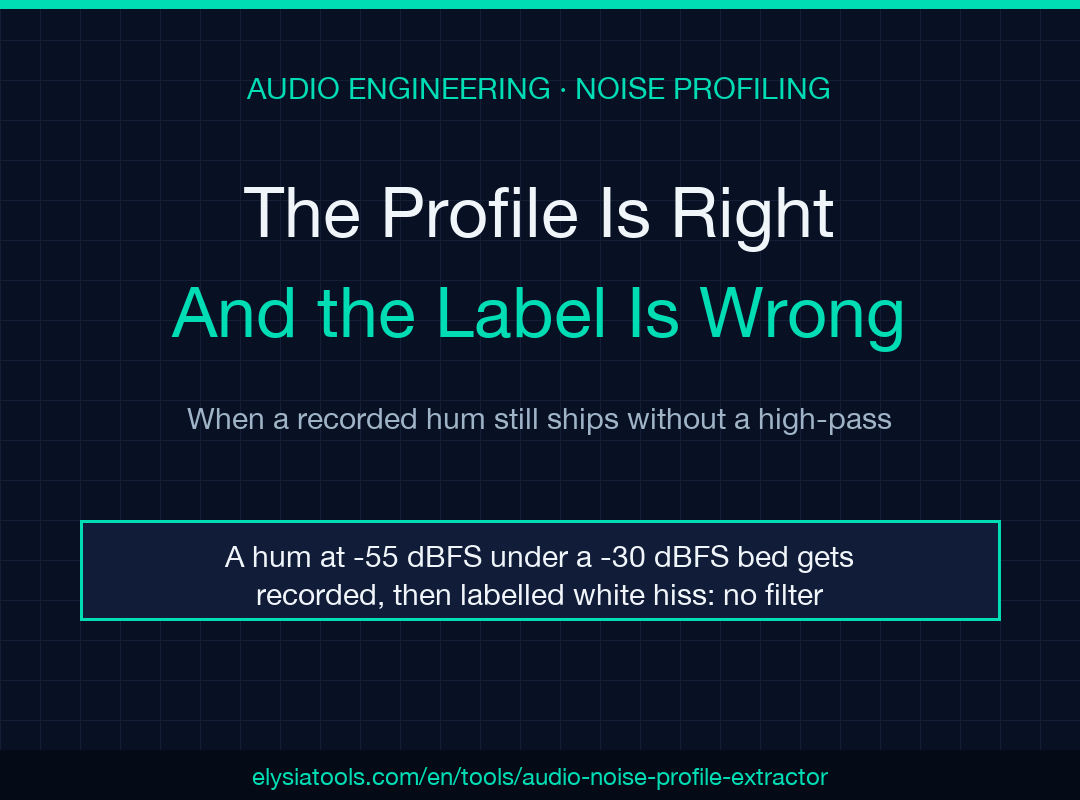 AUDIO ENGINEERING · NOISE PROFILING
The Profile Is Right
And the Label Is Wrong
When a recorded hum still ships without a high-pass
A hum at -55 dBFS under a -30 dBFS bed gets
recorded, then labelled white hiss: no filter
elysiatools.com/en/tools/audio-noise-profile-extractor